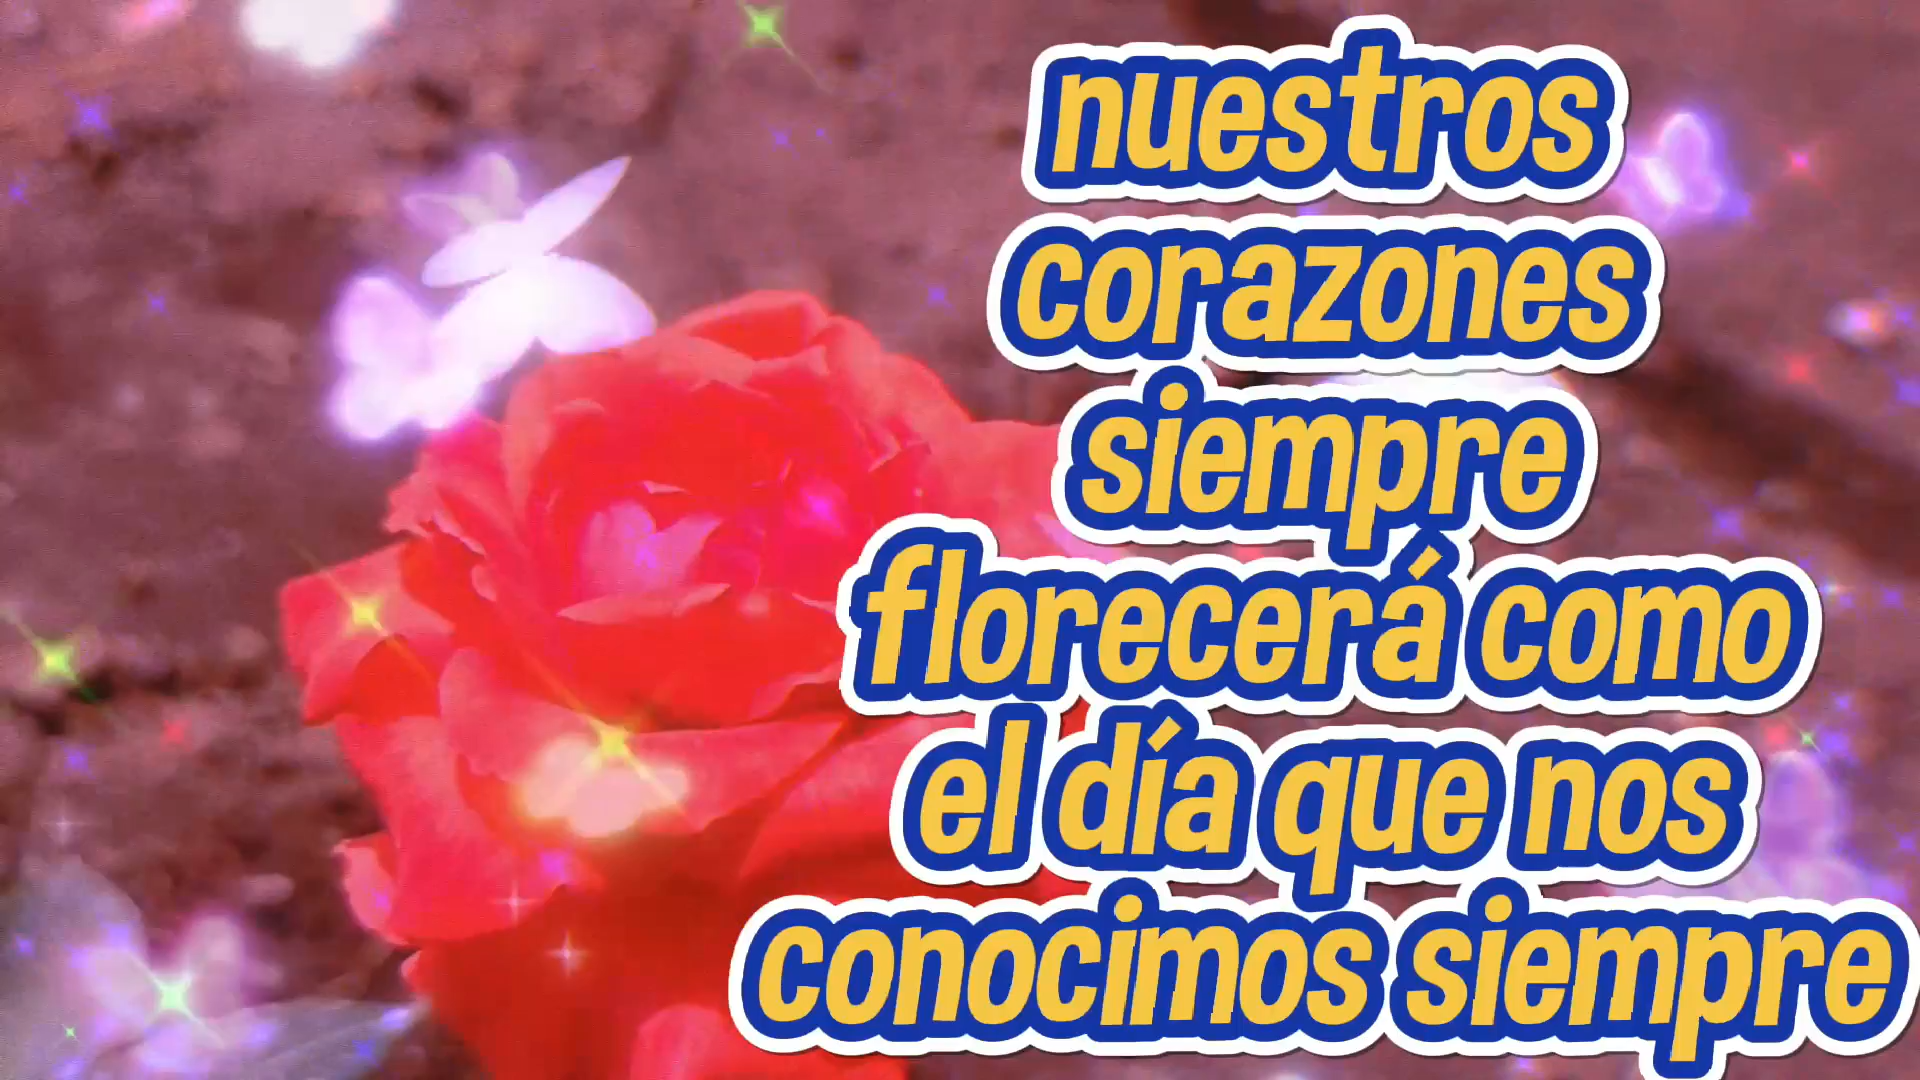 nuestros
corazones
siempre
florecerá como
el día que nos
conocimos siempre